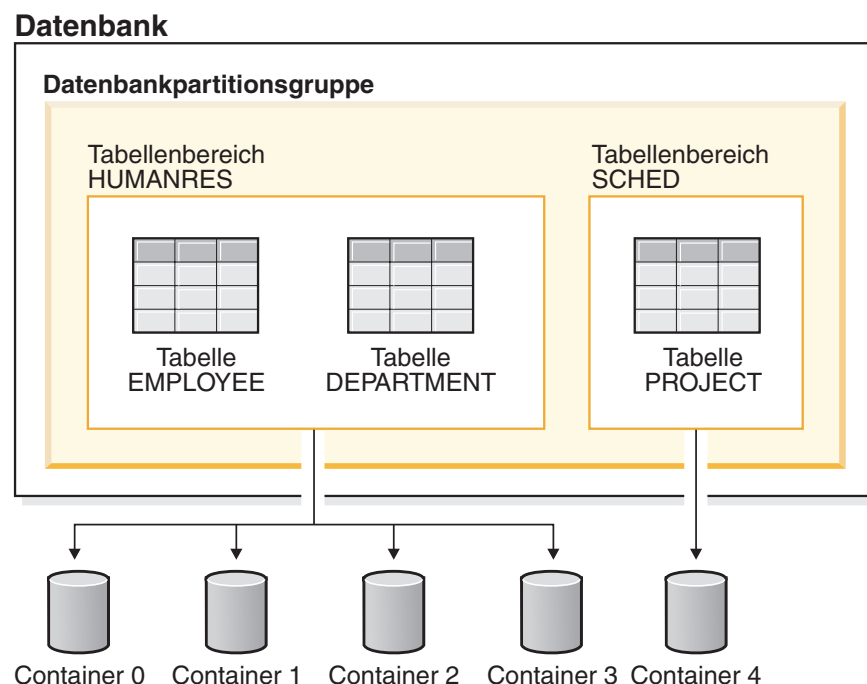 Datenbank
Datenbankpartitionsgruppe
Tabellenbereich
HUMANRES
Tabellenbereich
SCHED
Tabelle
EMPLOYEE
Tabelle
DEPARTMENT
Tabelle
PROJECT
Container 0
Container 1
Container 2
Container 3
Container 4